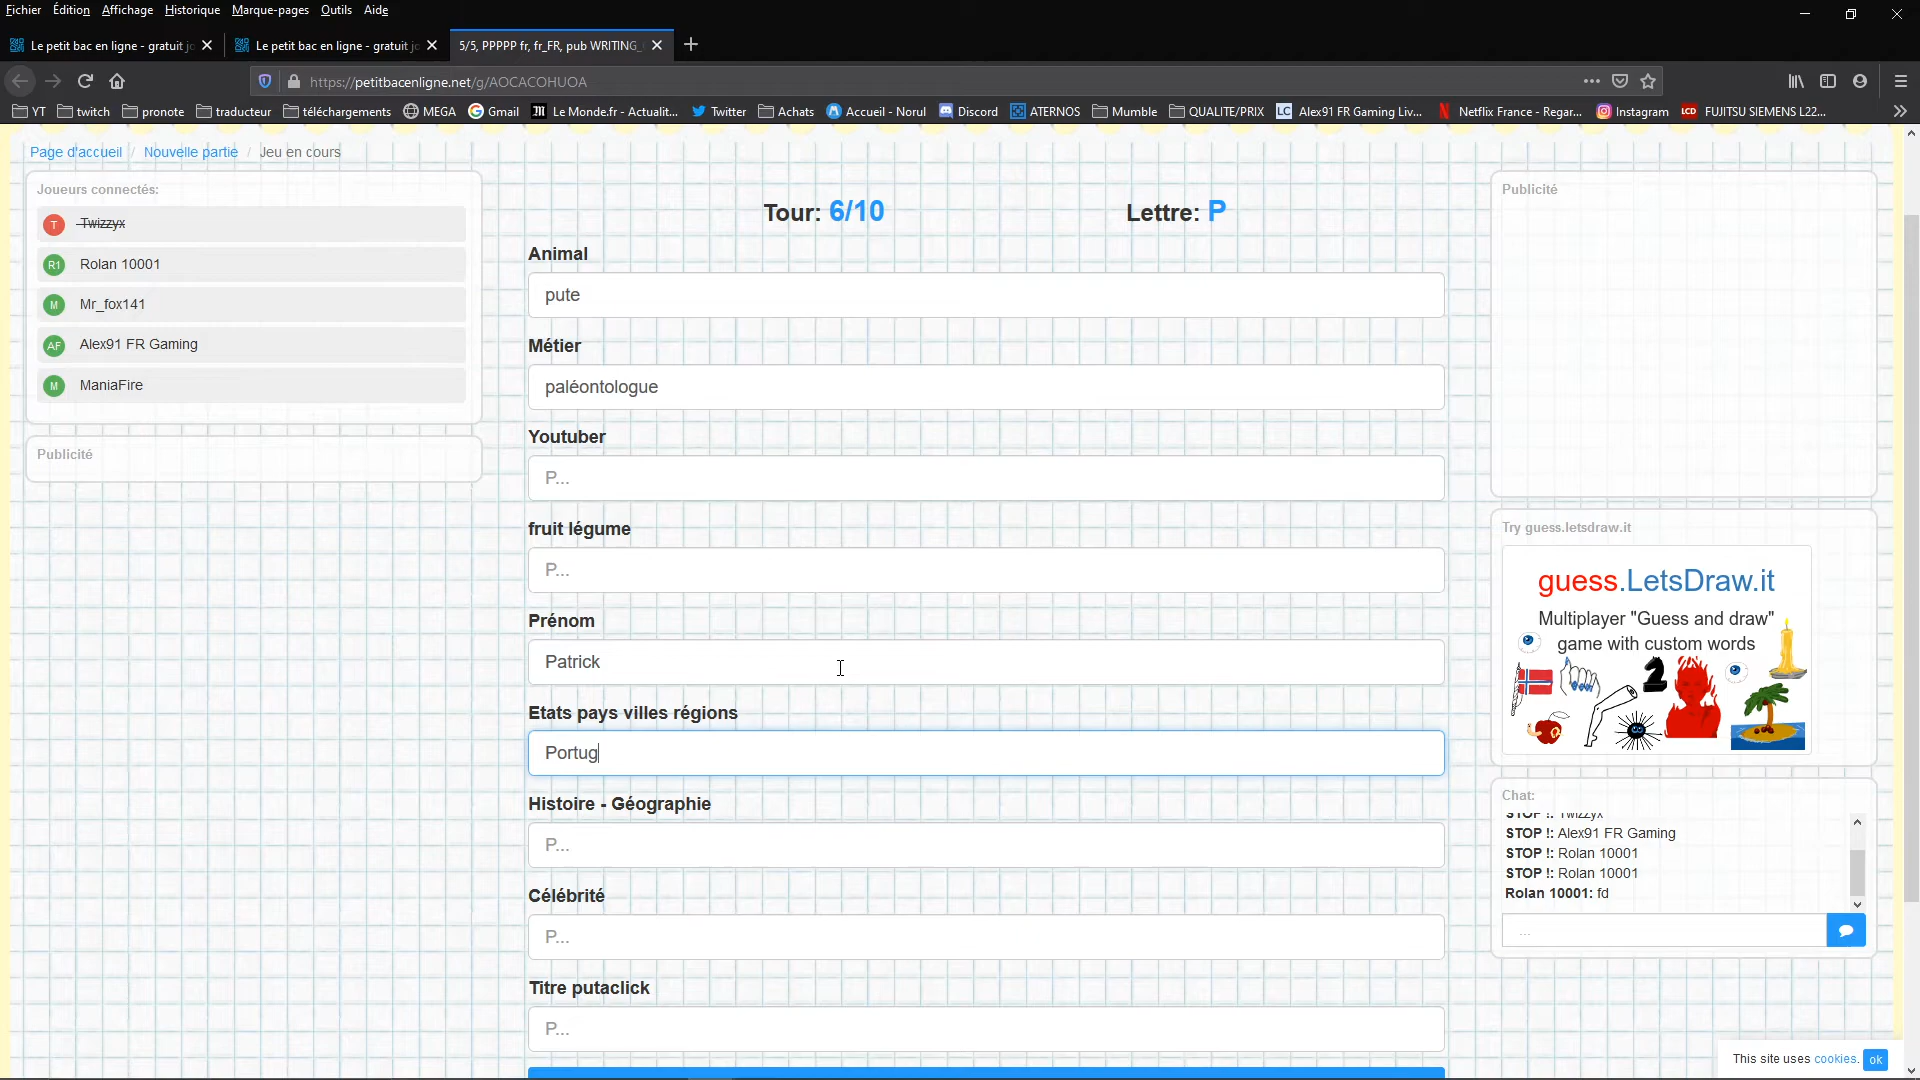 Fichier Édition Affichage Historique Marque-pages Outils Aide
Le petit bac en ligne - gratuit jo
Le petit bac en ligne - gratuit jo
5/5, PPPPP fr, fr_FR, pub WRITING_
https://petitbacenligne.net/g/AOCACOHUOA
YT twitch pronote traducteur téléchargements MEGA Gmail Le Monde.fr - Actualit... Twitter Achats Accueil - Norul Discord ATERNOS Mumble QUALITE/PRIX Alex91 FR Gaming Liv... Netflix France - Regar... Instagram FUJITSU SIEMENS L22...
Page d'accueil / Nouvelle partie / Jeu en cours
Joueurs connectés:
T Twizzyx
R1 Rolan 10001
M Mr_fox141
AF Alex91 FR Gaming
M ManiaFire
Publicité
Tour: 6/10
Lettre: P
Animal
pute
Métier
paléontologue
Youtuber
P...
fruit légume
P...
Prénom
Patrick
Etats pays villes régions
Portug
Histoire - Géographie
P...
Célébrité
P...
Titre putaclick
P...
Publicité
Try guess.letsdraw.it
guess.LetsDraw.it
Multiplayer "Guess and draw"
game with custom words
Chat:
STOP !: Twizzyx
STOP !: Alex91 FR Gaming
STOP !: Rolan 10001
STOP !: Rolan 10001
Rolan 10001: fd
...
This site uses cookies. ok